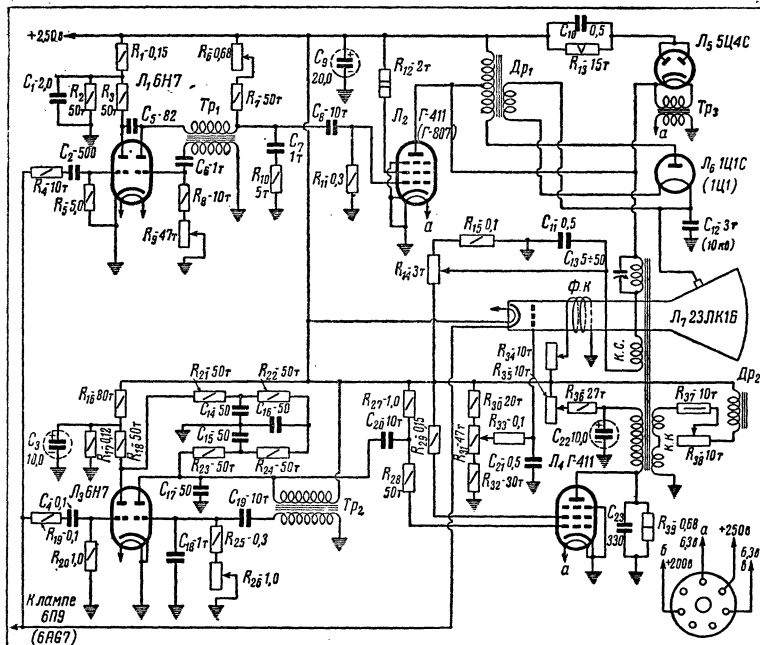 +2,50в
R₁-0,15
Л₁ 6Н7
C₁-2,0
R₂
50т
R₃
50т
C₅-82
C₂-500
R₄-10т
R₅-5,0
Тр₁
C₆-1т
R₈-10т
R₉-47т
R₆-0,68
R₇-50т
C₇
1т
R₁₀
5т
C₉
20,0
C₈-10т
R₁₁-0,3
R₁₂-2т
Л₂
Г-411
(Г-807)
а
Др₁
C₁₀ 0,5
R₁₃-15т
Л₅ 5Ц4С
Тр₃
а
Л₆ 1Ц1С
(1Ц1)
C₁₂-3т
(10кв)
R₁₅-0,1
C₁₁-0,5
R₁₄-3т
C₁₃ 5÷50
Ф.К
К.С.
Л₇ 23ЛК1Б
R₃₄-10т
R₃₅-10т
R₃₆-27т
C₂₂ 10,0
К.К
R₃₇-10т
R₃₈-10т
Др₂
R₁₆-80т
C₃
10,0
R₁₇-0,12
R₁₈-50т
R₂₁-50т
R₂₂-50т
C₁₄-50
C₁₆-50
C₁₅-50
R₂₃-50т
R₂₄-50т
C₂₀ 10т
R₂₇-1,0
R₂₈
50т
R₂₉-0,15
R₃₀-20т
R₃₁-47т
R₃₃-0,1
R₃₂-30т
C₂₁-0,5
Л₄ Г-411
а
C₂₃
330
R₃₉-0,68
Л₃ 6Н7
C₄-0,1
R₁₉-0,1
R₂₀ 1,0
C₁₇-50
C₁₉-10т
Тр₂
C₁₈-1т
R₂₅-0,3
R₂₆-1,0
К лампе
6П9
(6AG7)
б
+200в
а
6,3в
+250в
6,3в
б